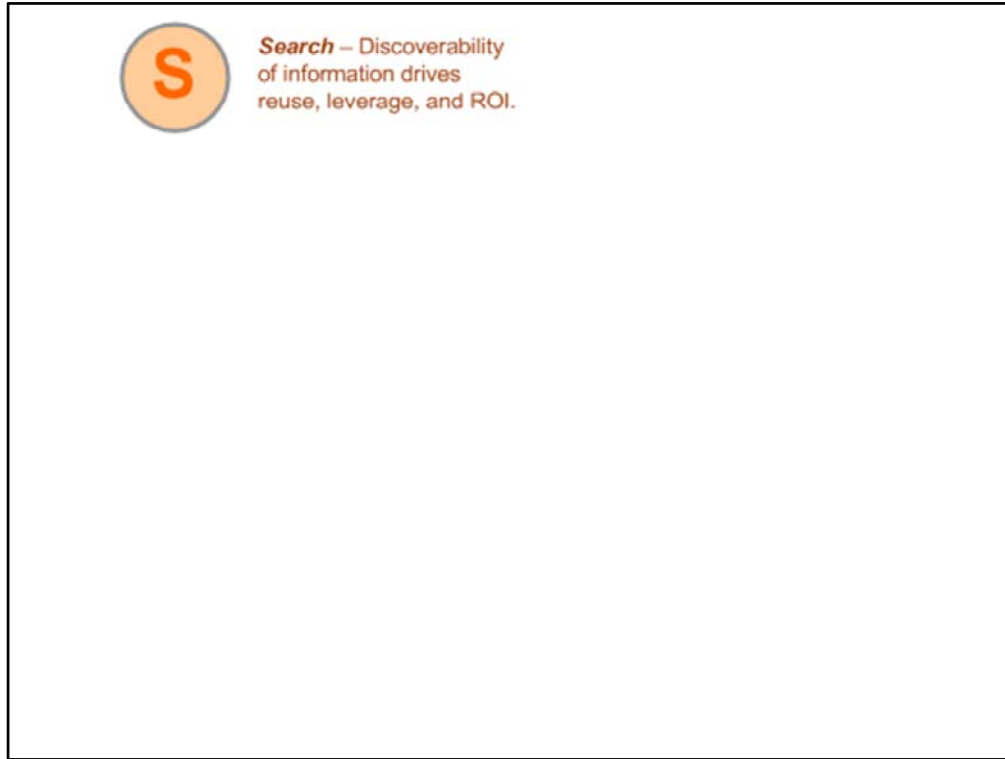 S
Search – Discoverability
of information drives
reuse, leverage, and ROI.